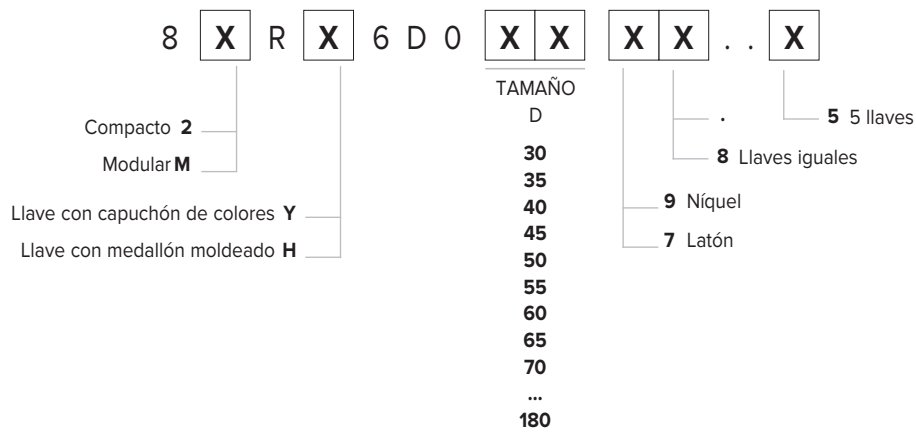 8 X R X 6 D 0 X X X X . . X
TAMAÑO
D
30
35
40
45
50
55
60
65
70
...
180
Compacto 2
Modular M
Llave con capuchón de colores Y
Llave con medallón moldeado H
.
8 Llaves iguales
9 Níquel
7 Latón
5 5 llaves